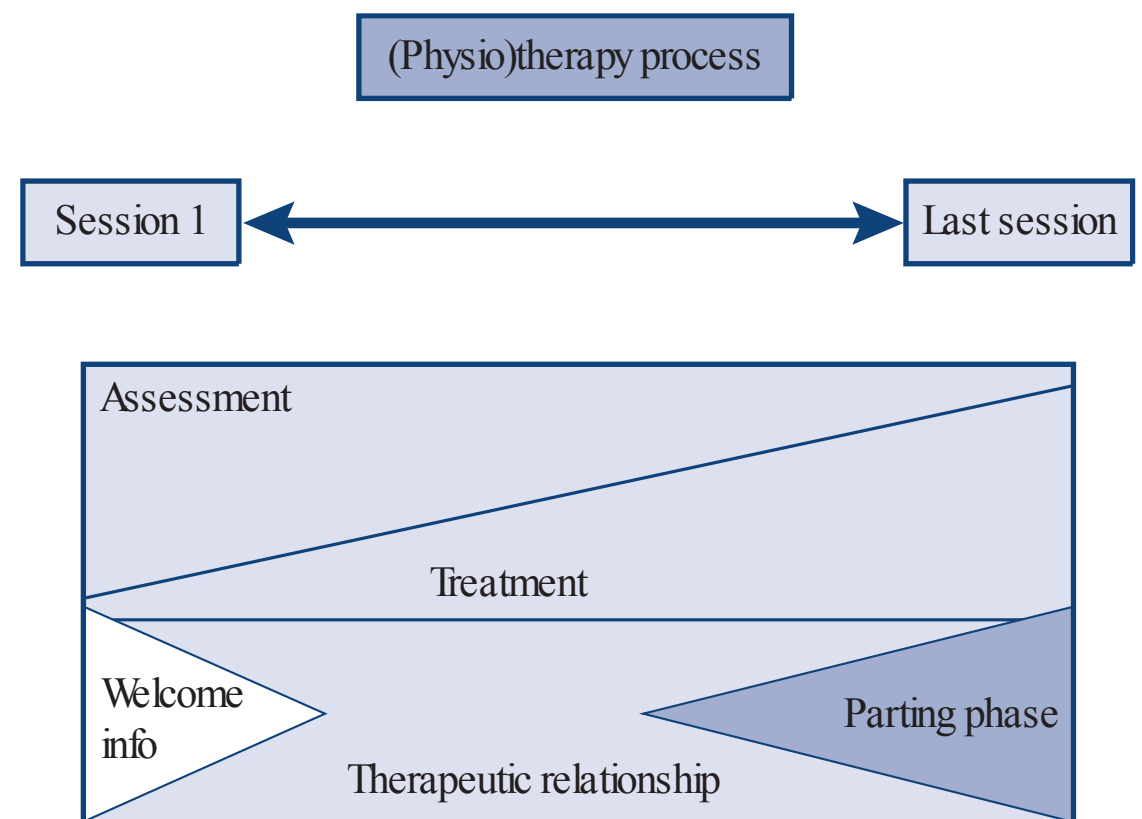 (Physio)therapy process
Session 1
Last session
Assessment
Treatment
Welcome
info
Parting phase
Therapeutic relationship